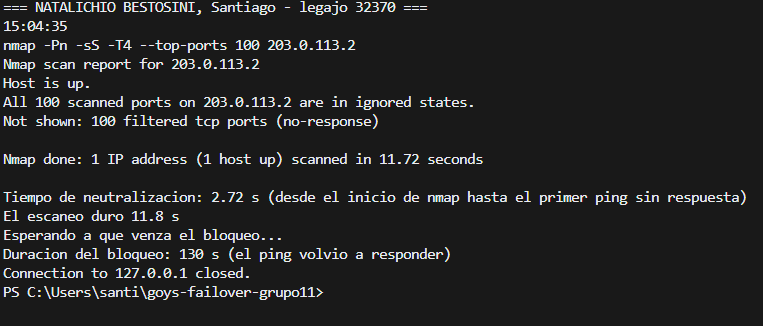 === NATALICHIO BESTOSINI, Santiago - legajo 32370 ===
15:04:35
nmap -Pn -sS -T4 --top-ports 100 203.0.113.2
Nmap scan report for 203.0.113.2
Host is up.
All 100 scanned ports on 203.0.113.2 are in ignored states.
Not shown: 100 filtered tcp ports (no-response)
Nmap done: 1 IP address (1 host up) scanned in 11.72 seconds
Tiempo de neutralizacion: 2.72 s (desde el inicio de nmap hasta el primer ping sin respuesta)
El escaneo duro 11.8 s
Esperando a que venza el bloqueo...
Duracion del bloqueo: 130 s (el ping volvio a responder)
Connection to 127.0.0.1 closed.
PS C:\Users\santi\goys-failover-grupo11>